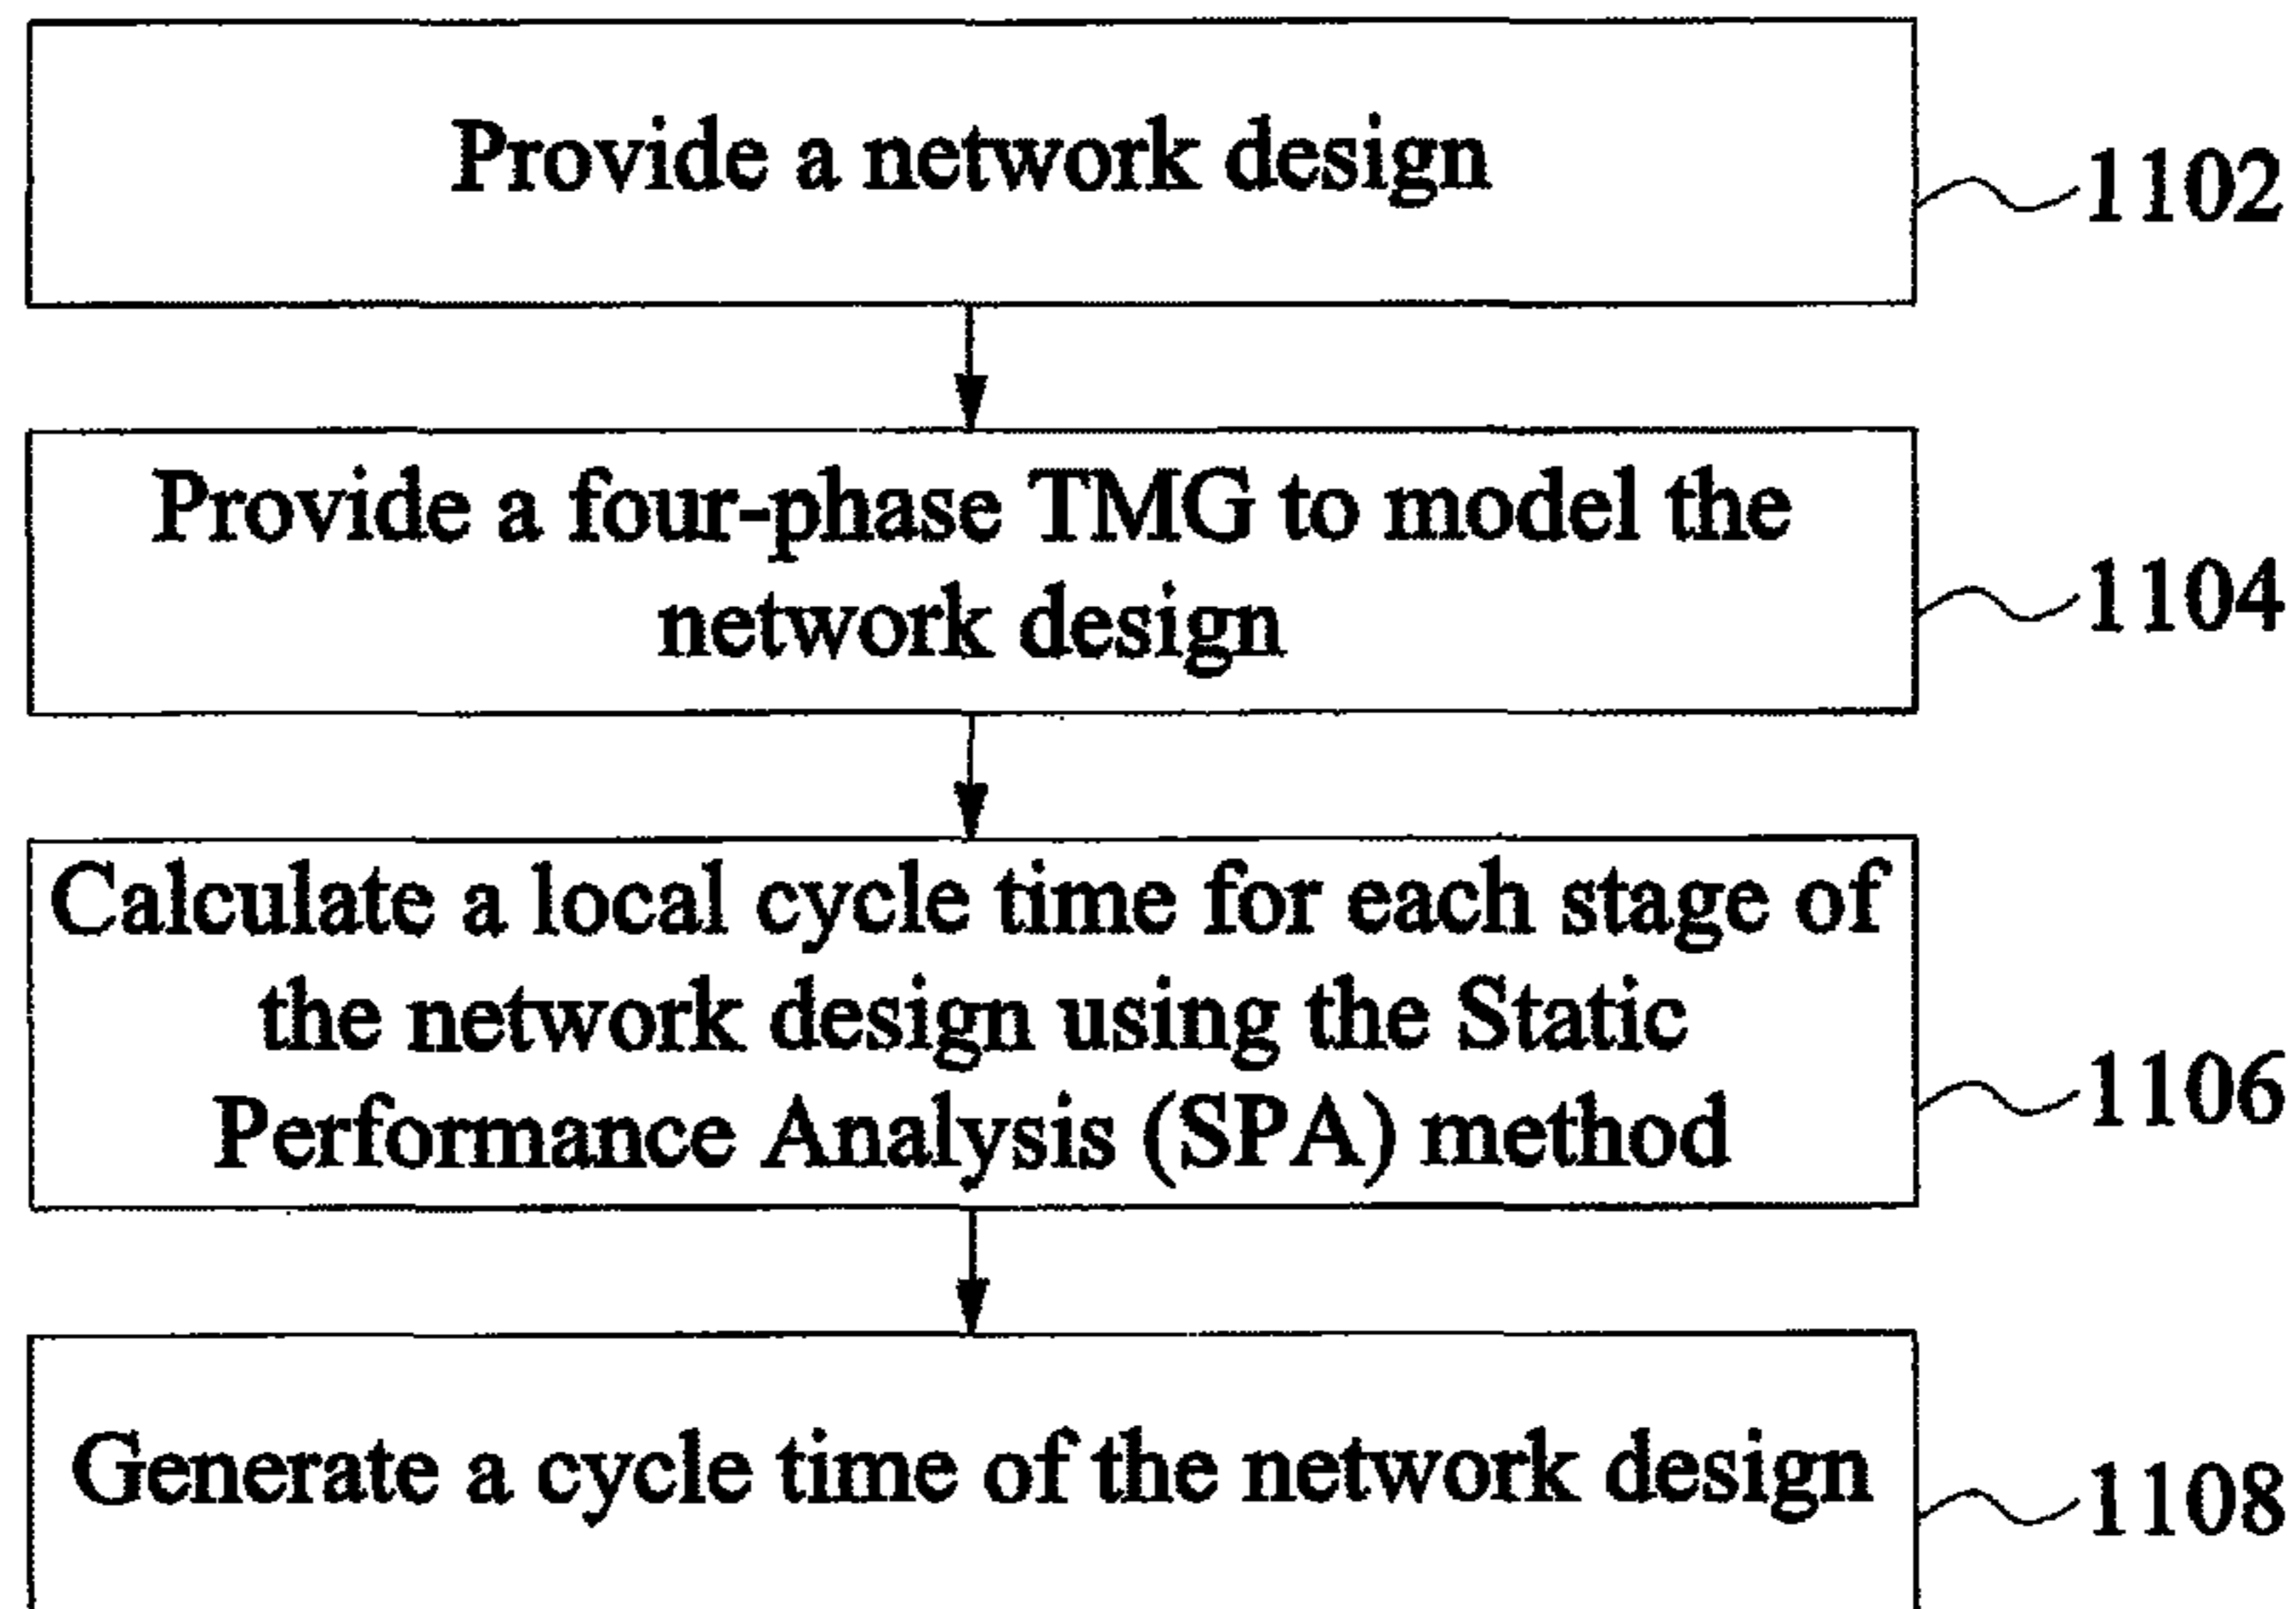 Provide a network design
1102
Provide a four-phase TMG to model the
network design
1104
Calculate a local cycle time for each stage of
the network design using the Static
Performance Analysis (SPA) method
1106
Generate a cycle time of the network design
1108